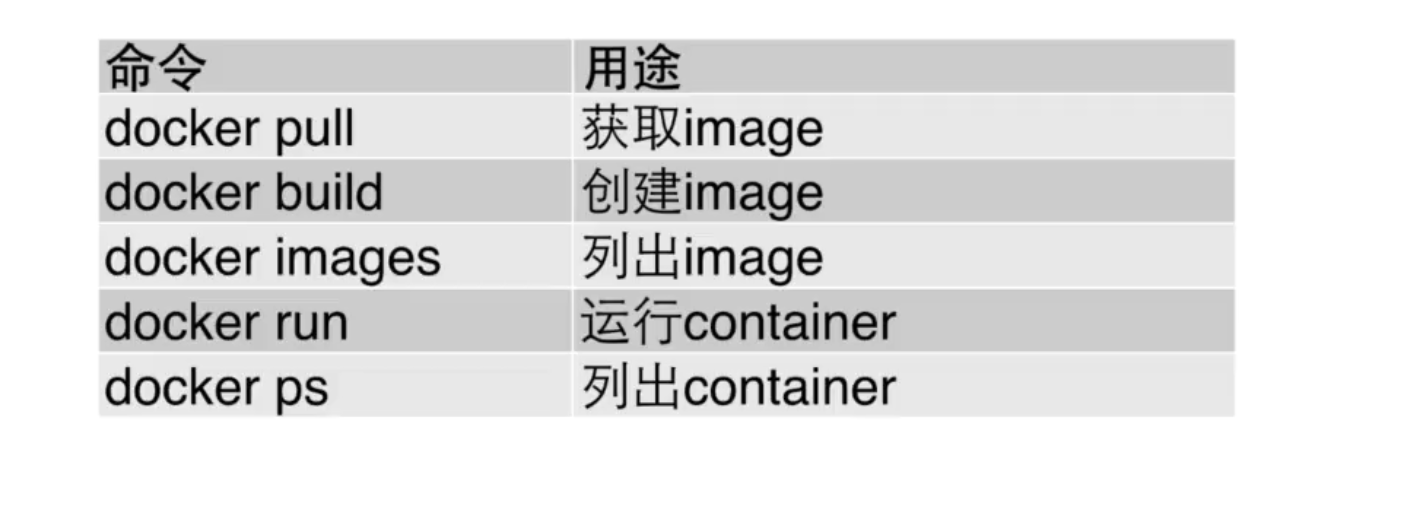 命令 用途
docker pull 获取image
docker build 创建image
docker images 列出image
docker run 运行container
docker ps 列出container